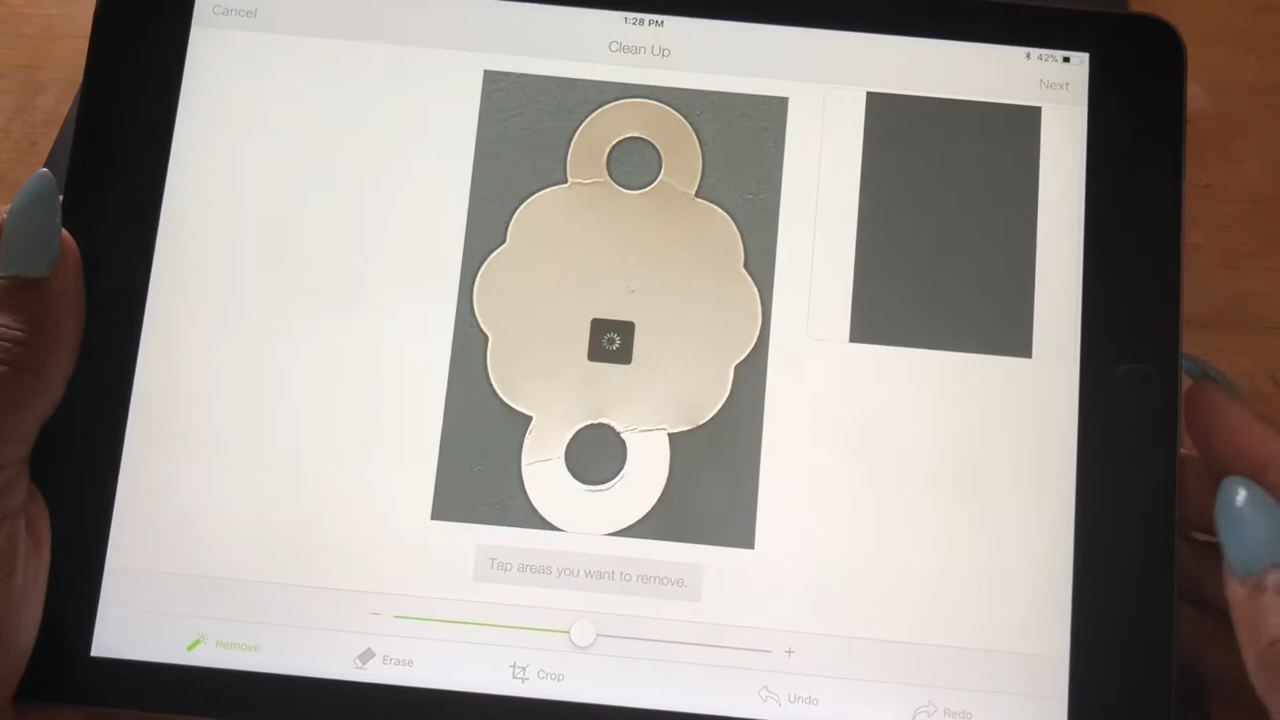 Cancel
1:28 PM
42%
Clean Up
Next
Tap areas you want to remove.
− +
Remove
Erase
Crop
Undo
Redo